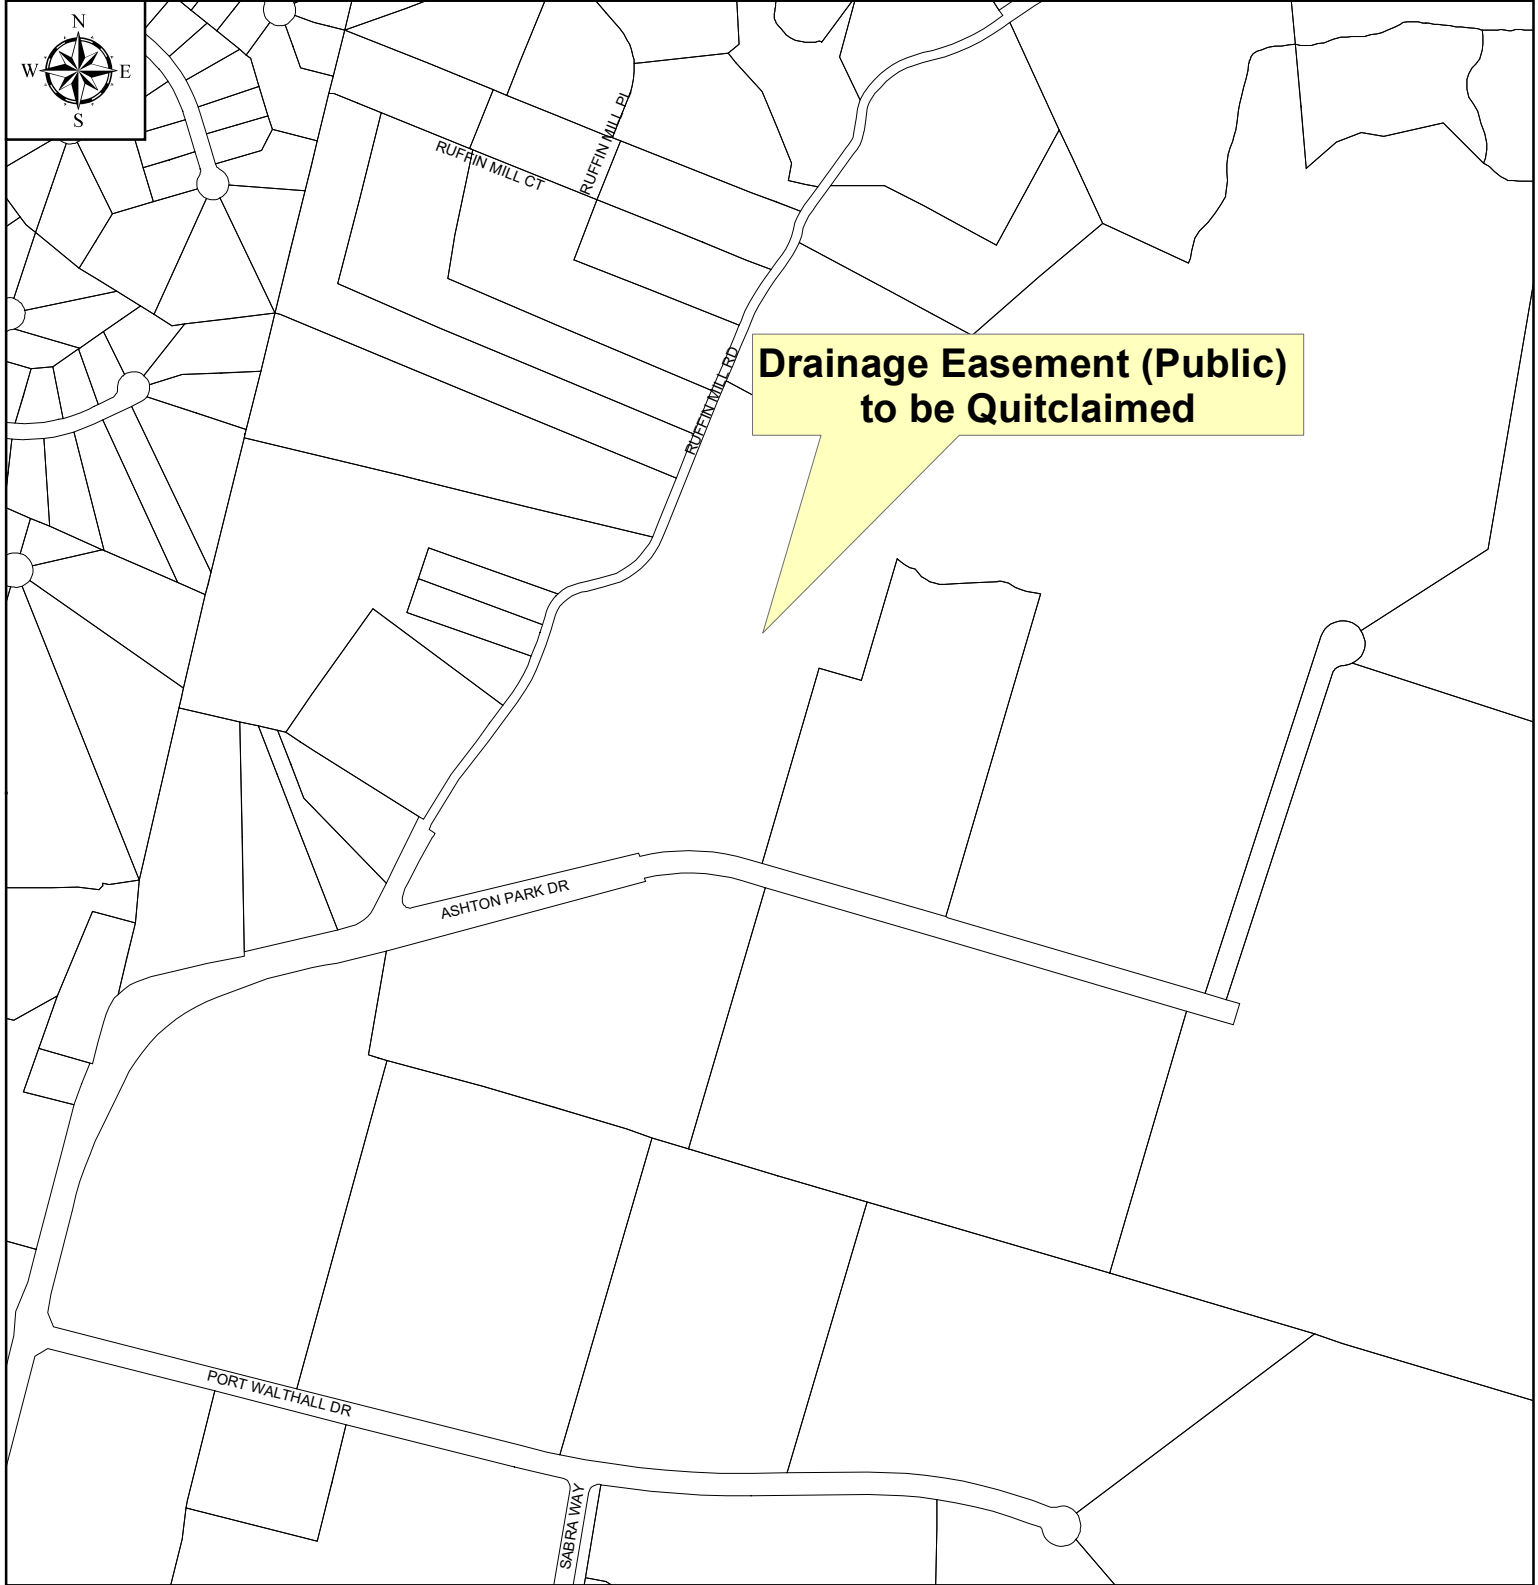 N
W E
S
RUFFIN MILL CT
RUFFIN MILL PL
RUFFIN MILL RD
Drainage Easement (Public)
to be Quitclaimed
ASHTON PARK DR
PORT WALTHALL DR
SABRA WAY